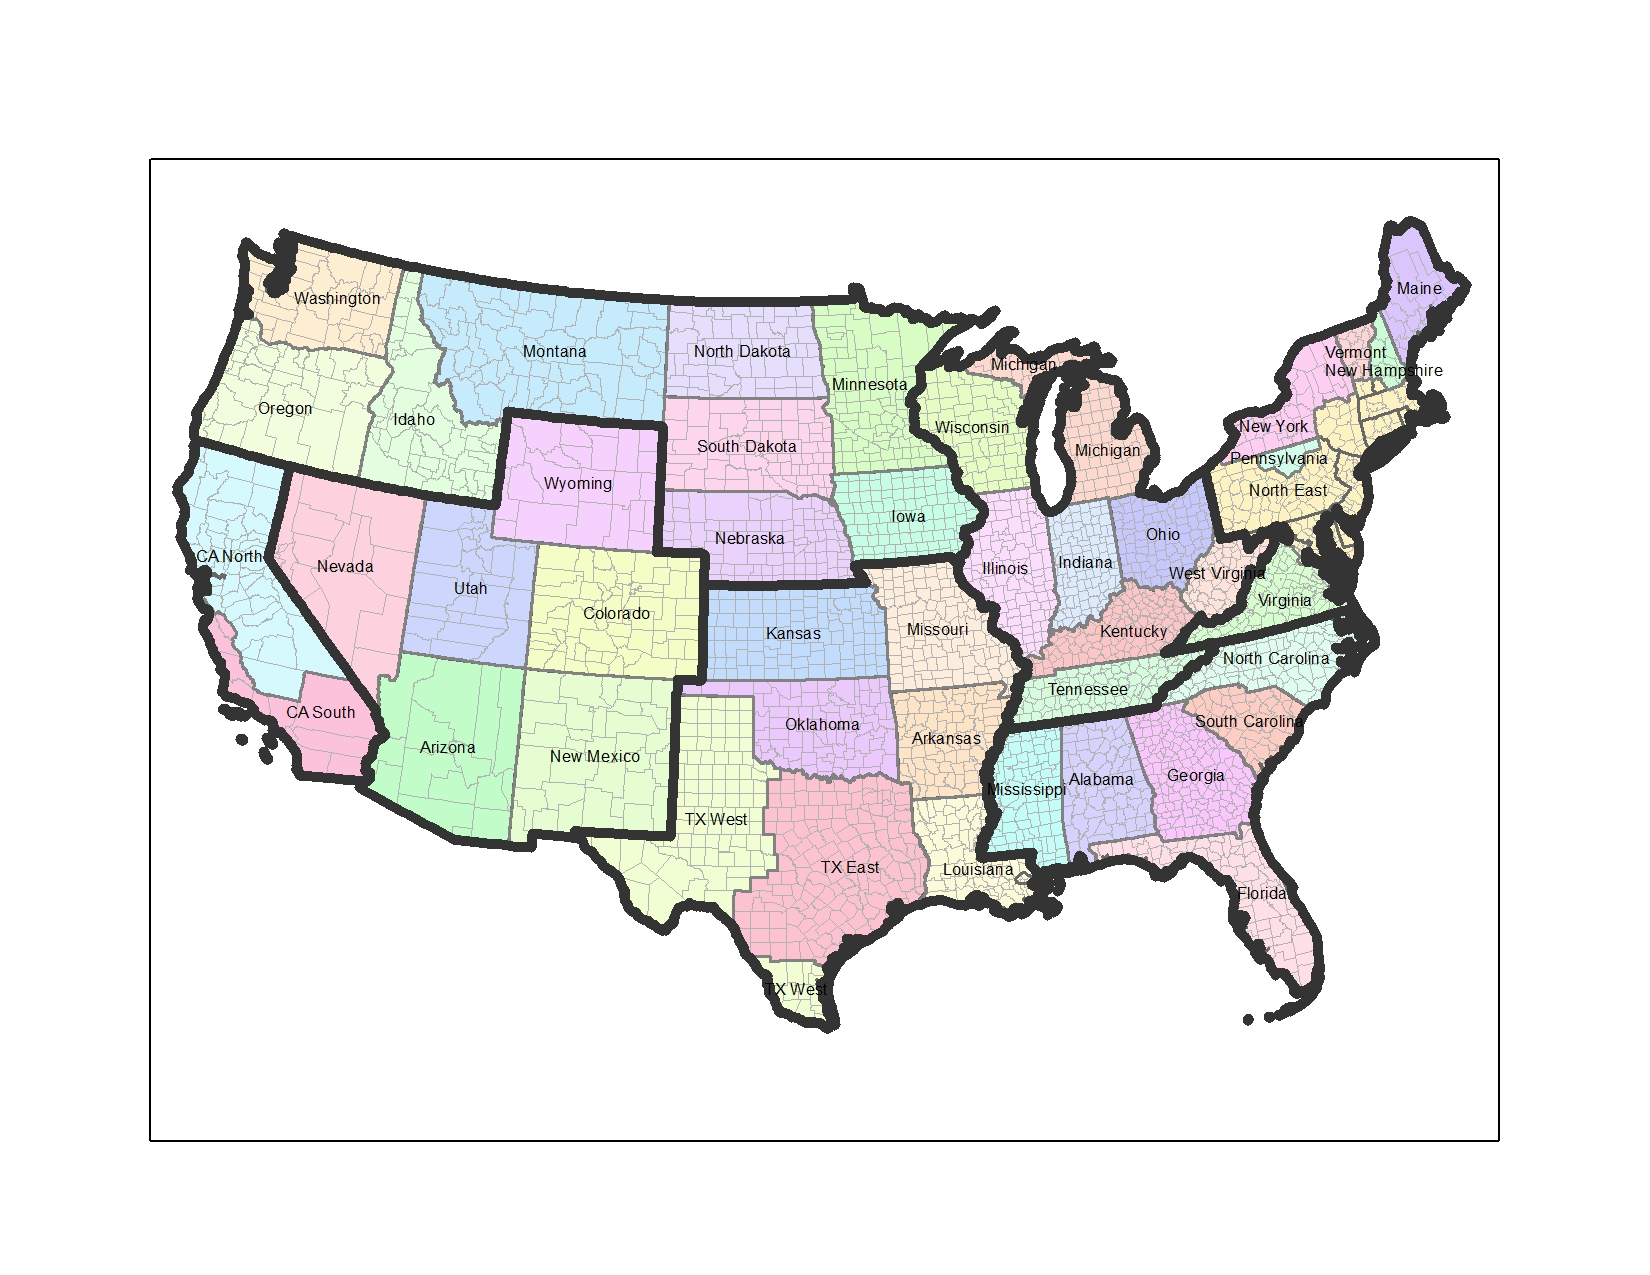 Maine
Washington
Montana
North Dakota
Vermont
Michigan
New Hampshire
Minnesota
Oregon
Idaho
Wisconsin
New York
South Dakota
Michigan
Pennsylvania
Wyoming
North East
Iowa
Nebraska
Ohio
CA North
Nevada
Illinois
Indiana
West Virginia
Utah
Virginia
Colorado
Kansas
Missouri
Kentucky
North Carolina
Tennessee
CA South
South Carolina
Oklahoma
Arkansas
Arizona
New Mexico
Georgia
Alabama
Mississippi
TX West
TX East
Louisiana
Florida
TX West